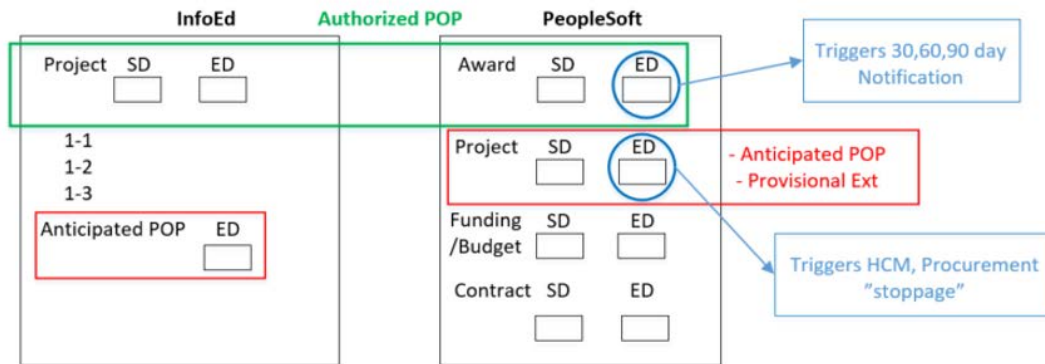 InfoEd Authorized POP PeopleSoft
Project SD ED
Award SD ED
Triggers 30,60,90 day
Notification
1-1
1-2
1-3
Project SD ED
- Anticipated POP
- Provisional Ext
Anticipated POP ED
Funding
/Budget SD ED
Contract SD ED
Triggers HCM, Procurement
”stoppage”